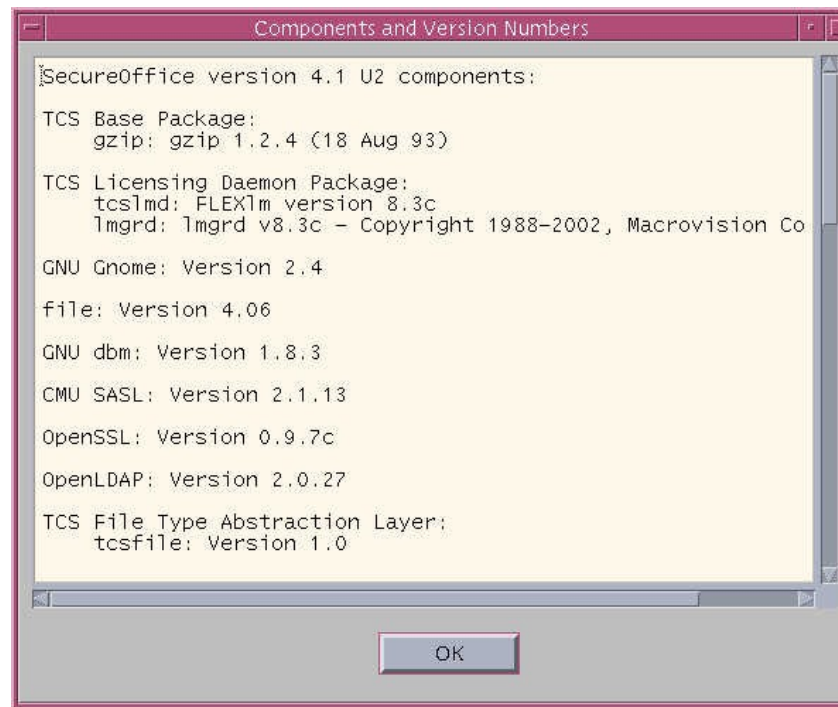 Components and Version Numbers
SecureOffice version 4.1 U2 components:
TCS Base Package:
gzip: gzip 1.2.4 (18 Aug 93)
TCS Licensing Daemon Package:
tcslmd: FLEXlm version 8.3c
lmgrd: lmgrd v8.3c - Copyright 1988-2002, Macrovision Co
GNU Gnome: Version 2.4
file: Version 4.06
GNU dbm: Version 1.8.3
CMU SASL: Version 2.1.13
OpenSSL: Version 0.9.7c
OpenLDAP: Version 2.0.27
TCS File Type Abstraction Layer:
tcsfile: Version 1.0
OK